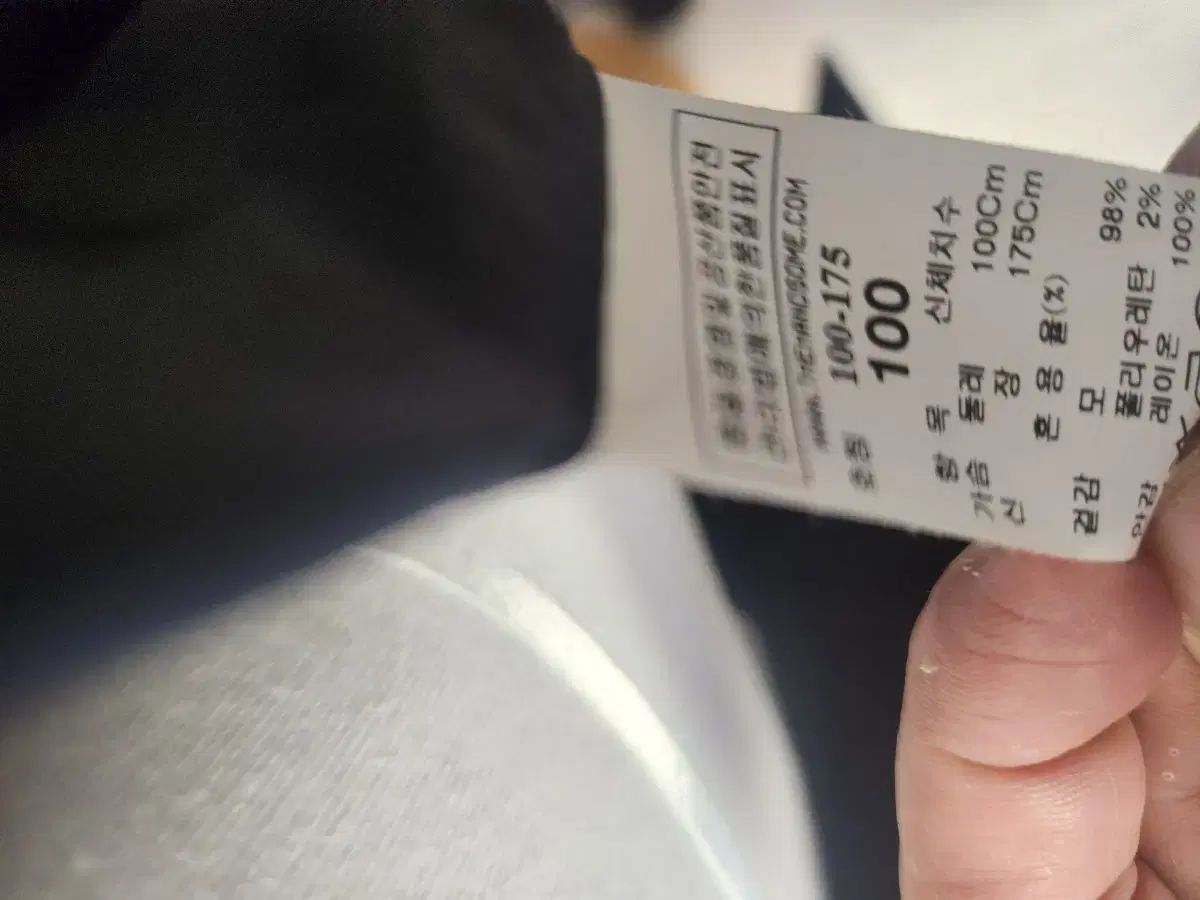 품질경영 및 공산품안전
관리법에 의한 품질표시
WWW.THEHANDSOME.COM
호칭 100-175
100
항 목 신체치수
가슴 둘레 100Cm
신 장 175Cm
혼 용 율(%)
겉감 모 98%
폴리우레탄 2%
안감 레이온 100%